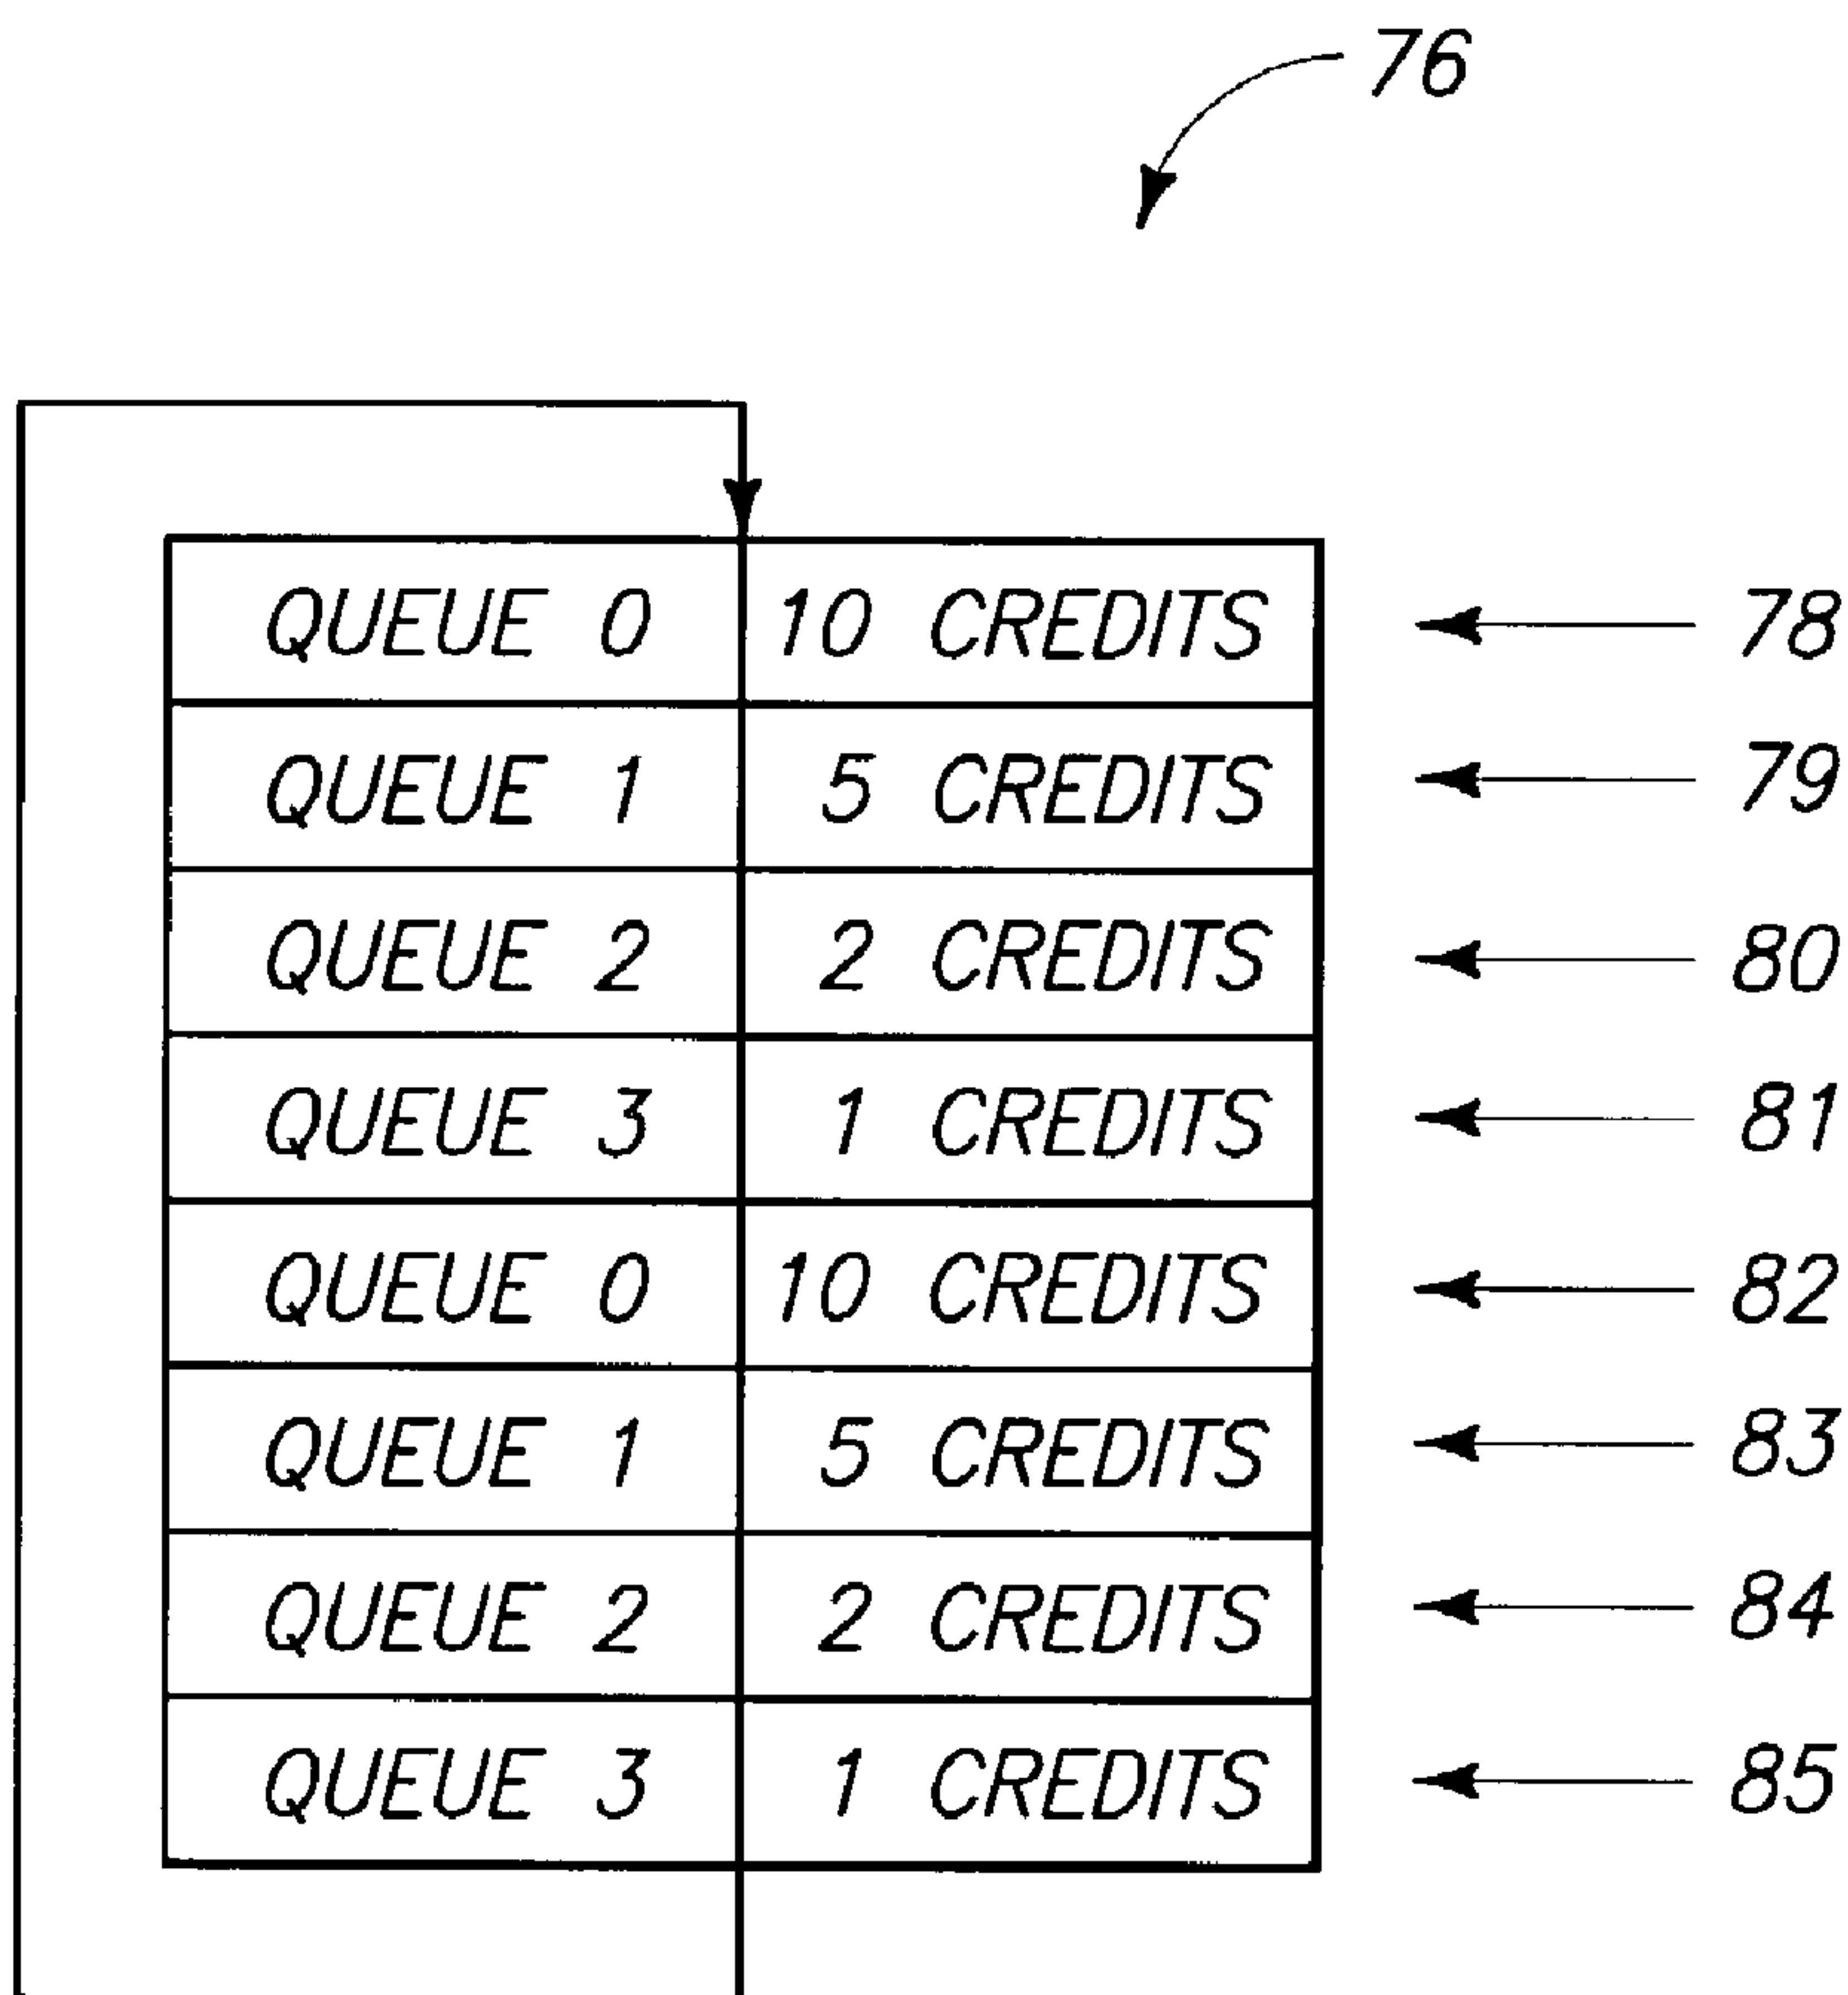 76
QUEUE 0 10 CREDITS 78
QUEUE 1 5 CREDITS 79
QUEUE 2 2 CREDITS 80
QUEUE 3 1 CREDITS 81
QUEUE 0 10 CREDITS 82
QUEUE 1 5 CREDITS 83
QUEUE 2 2 CREDITS 84
QUEUE 3 1 CREDITS 85